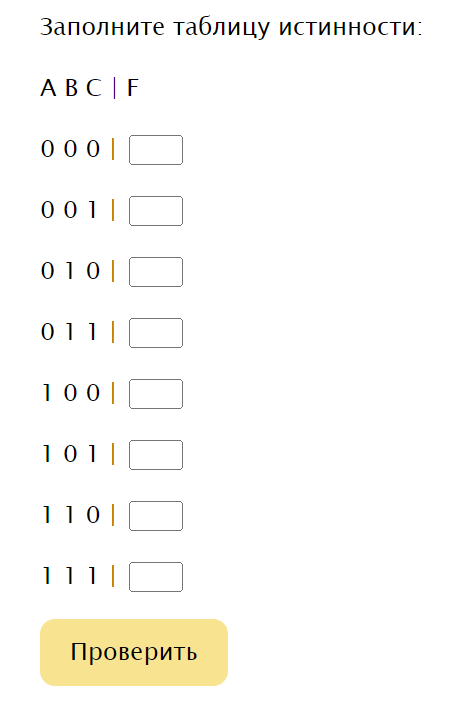 Заполните таблицу истинности:
A B C | F
0 0 0 |
0 0 1 |
0 1 0 |
0 1 1 |
1 0 0 |
1 0 1 |
1 1 0 |
1 1 1 |
Проверить